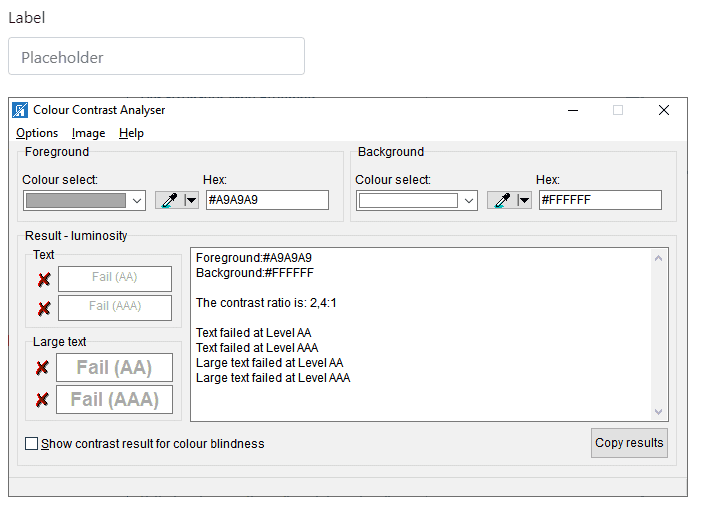 Label
Placeholder
Colour Contrast Analyser
Options Image Help
Foreground
Colour select: Hex:
#A9A9A9
Background
Colour select: Hex:
#FFFFFF
Result - luminosity
Text
Fail (AA)
Fail (AAA)
Large text
Fail (AA)
Fail (AAA)
Foreground:#A9A9A9
Background:#FFFFFF
The contrast ratio is: 2,4:1
Text failed at Level AA
Text failed at Level AAA
Large text failed at Level AA
Large text failed at Level AAA
Show contrast result for colour blindness
Copy results